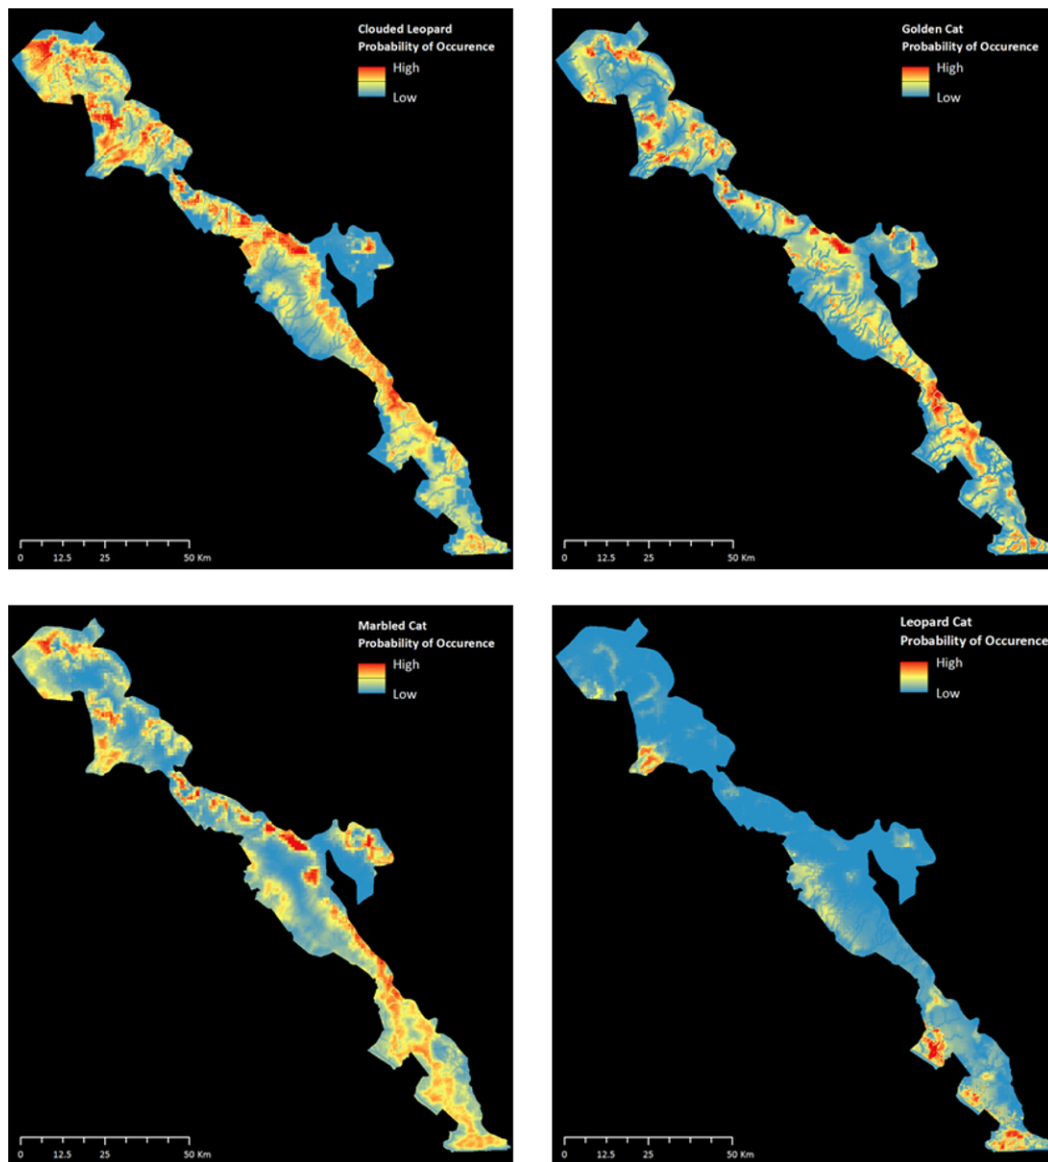 Clouded Leopard
Probability of Occurence
High
Low
0 12.5 25 50 Km
Golden Cat
Probability of Occurence
High
Low
0 12.5 25 50 Km
Marbled Cat
Probability of Occurence
High
Low
0 12.5 25 50 Km
Leopard Cat
Probability of Occurence
High
Low
0 12.5 25 50 Km